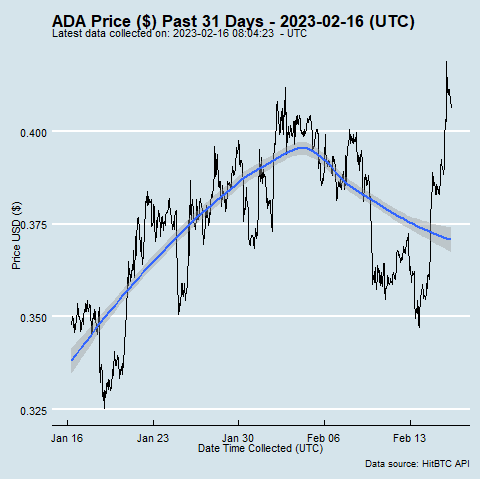 ADA Price ($) Past 31 Days - 2023-02-16 (UTC)
Latest data collected on: 2023-02-16 08:04:23  - UTC
0.400
0.375
0.350
0.325
Price USD ($)
Jan 16
Jan 23
Jan 30
Feb 06
Feb 13
Date Time Collected (UTC)
Data source: HitBTC API